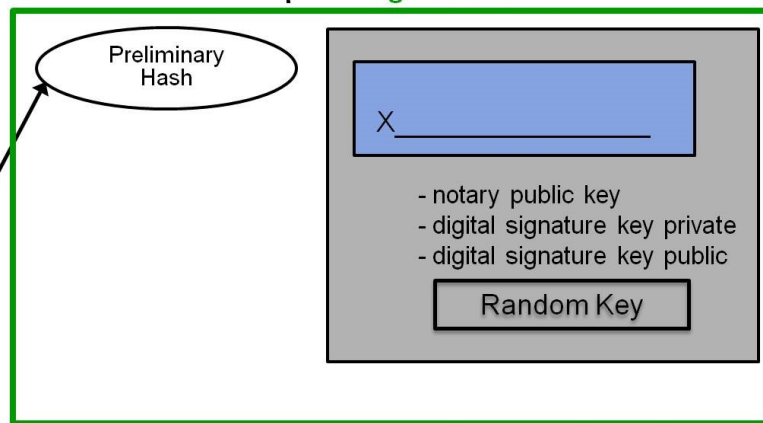 Preliminary
Hash
X
- notary public key
- digital signature key private
- digital signature key public
Random Key